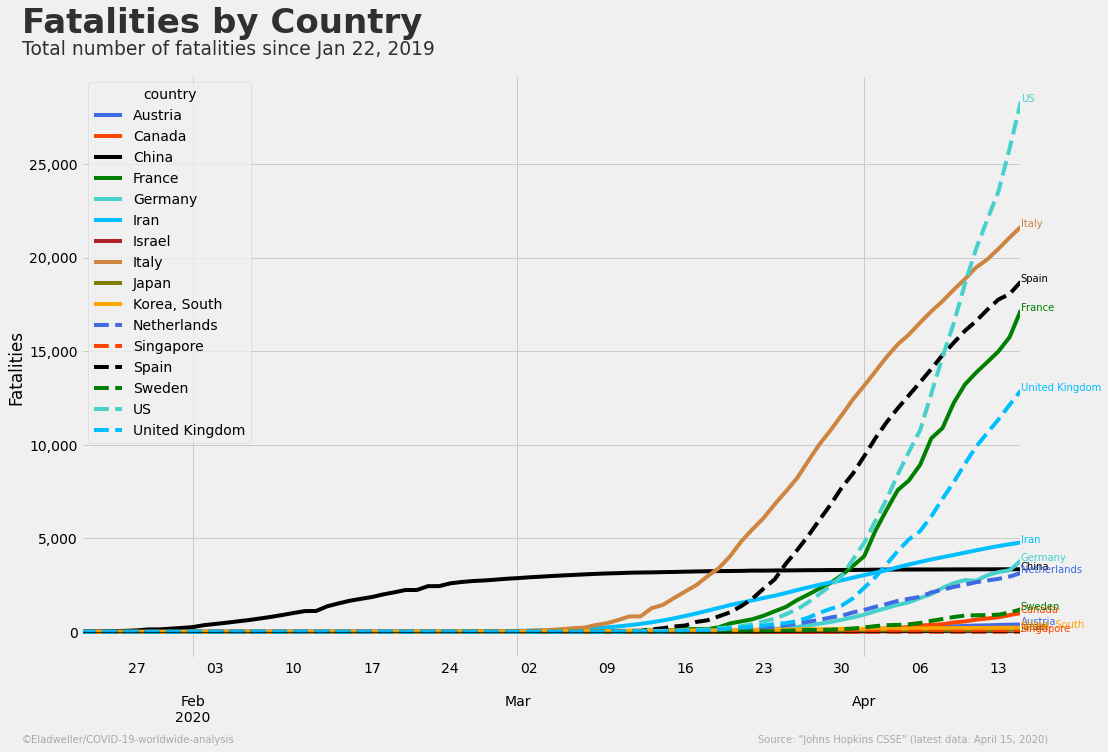 Fatalities by Country
Total number of fatalities since Jan 22, 2019
country
Austria
Canada
China
France
Germany
Iran
Israel
Italy
Japan
Korea, South
Netherlands
Singapore
Spain
Sweden
US
United Kingdom
Fatalities
25,000
20,000
15,000
10,000
5,000
0
US
Italy
Spain
France
United Kingdom
Iran
Germany
China
Netherlands
Sweden
Canada
Austria
South
Singapore
27 03 10 17 24 02 09 16 23 30 06 13
Feb Mar Apr
2020
©Eladweller/COVID-19-worldwide-analysis
Source: "Johns Hopkins CSSE" (latest data: April 15, 2020)